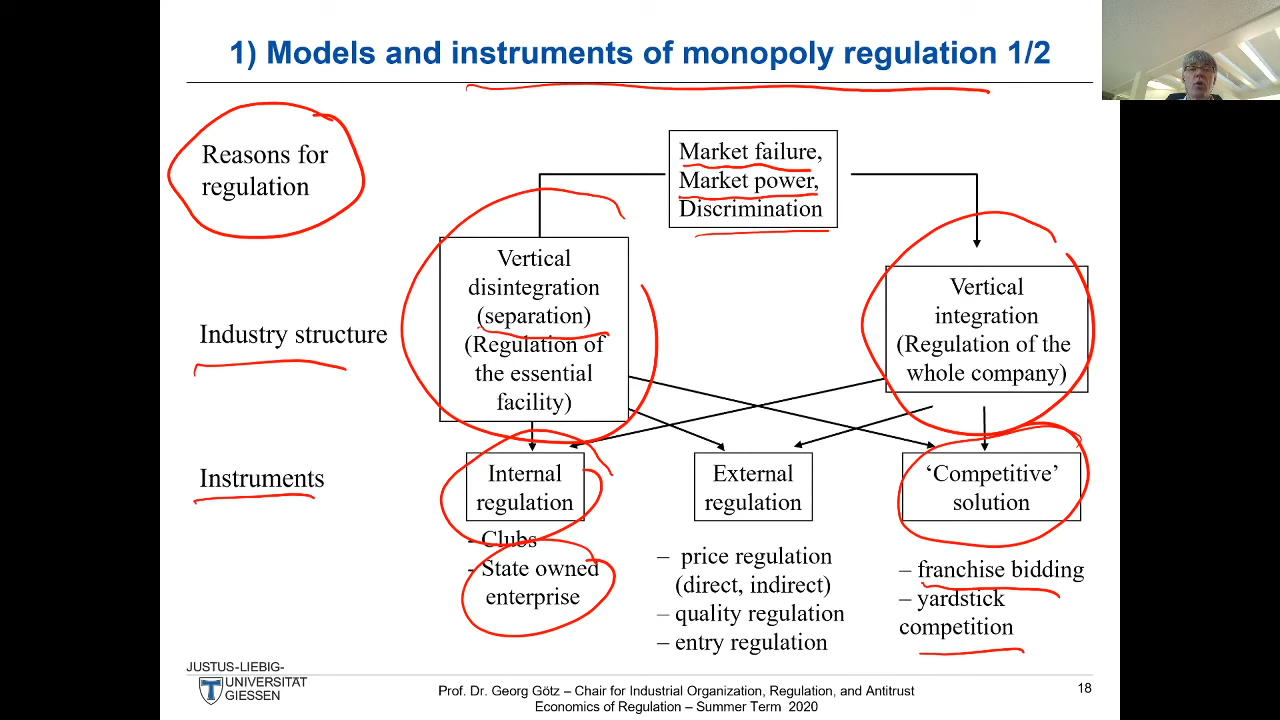 1) Models and instruments of monopoly regulation 1/2
Reasons for
regulation
Market failure,
Market power,
Discrimination
Vertical
disintegration
(separation)
(Regulation of
the essential
facility)
Vertical
integration
(Regulation of the
whole company)
Industry structure
Instruments
Internal
regulation
External
regulation
‘Competitive’
solution
- Clubs
- State owned
enterprise
– price regulation
(direct, indirect)
– quality regulation
– entry regulation
– franchise bidding
– yardstick
competition
JUSTUS-LIEBIG-
UNIVERSITÄT
GIESSEN
Prof. Dr. Georg Götz – Chair for Industrial Organization, Regulation, and Antitrust
Economics of Regulation – Summer Term 2020
18